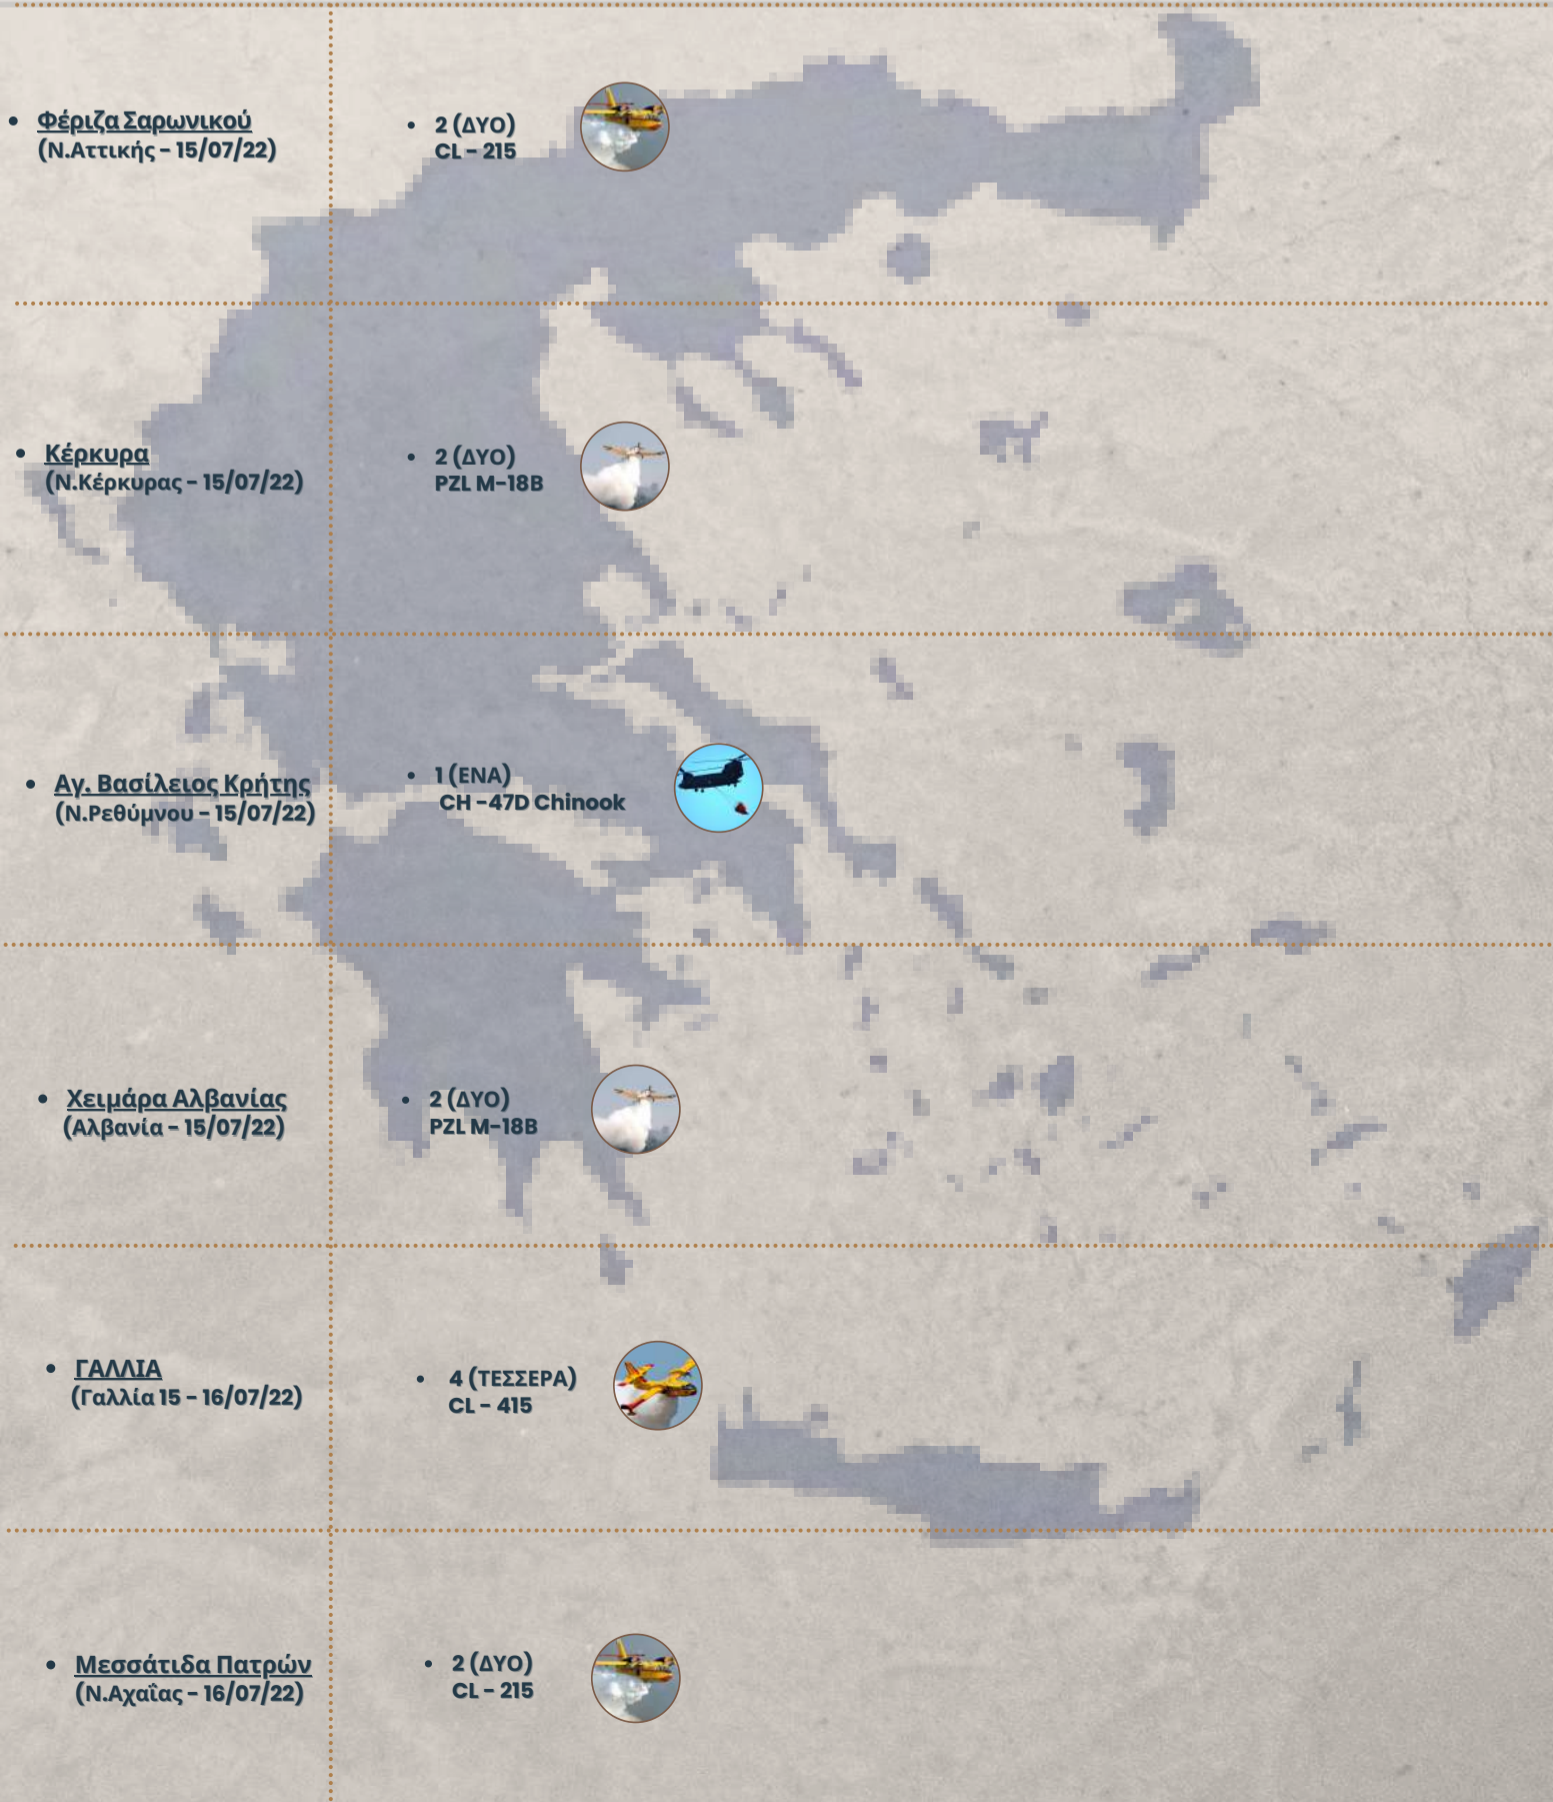 • Φέριζα Σαρωνικού
(Ν.Αττικής - 15/07/22)
• 2 (ΔΥΟ)
CL - 215
• Κέρκυρα
(Ν.Κέρκυρας - 15/07/22)
• 2 (ΔΥΟ)
PZL M-18B
• Αγ. Βασίλειος Κρήτης
(Ν.Ρεθύμνου - 15/07/22)
• 1 (ΕΝΑ)
CH -47D Chinook
• Χειμάρα Αλβανίας
(Αλβανία - 15/07/22)
• 2 (ΔΥΟ)
PZL M-18B
• ΓΑΛΛΙΑ
(Γαλλία 15 - 16/07/22)
• 4 (ΤΕΣΣΕΡΑ)
CL - 415
• Μεσσάτιδα Πατρών
(Ν.Αχαΐας - 16/07/22)
• 2 (ΔΥΟ)
CL - 215